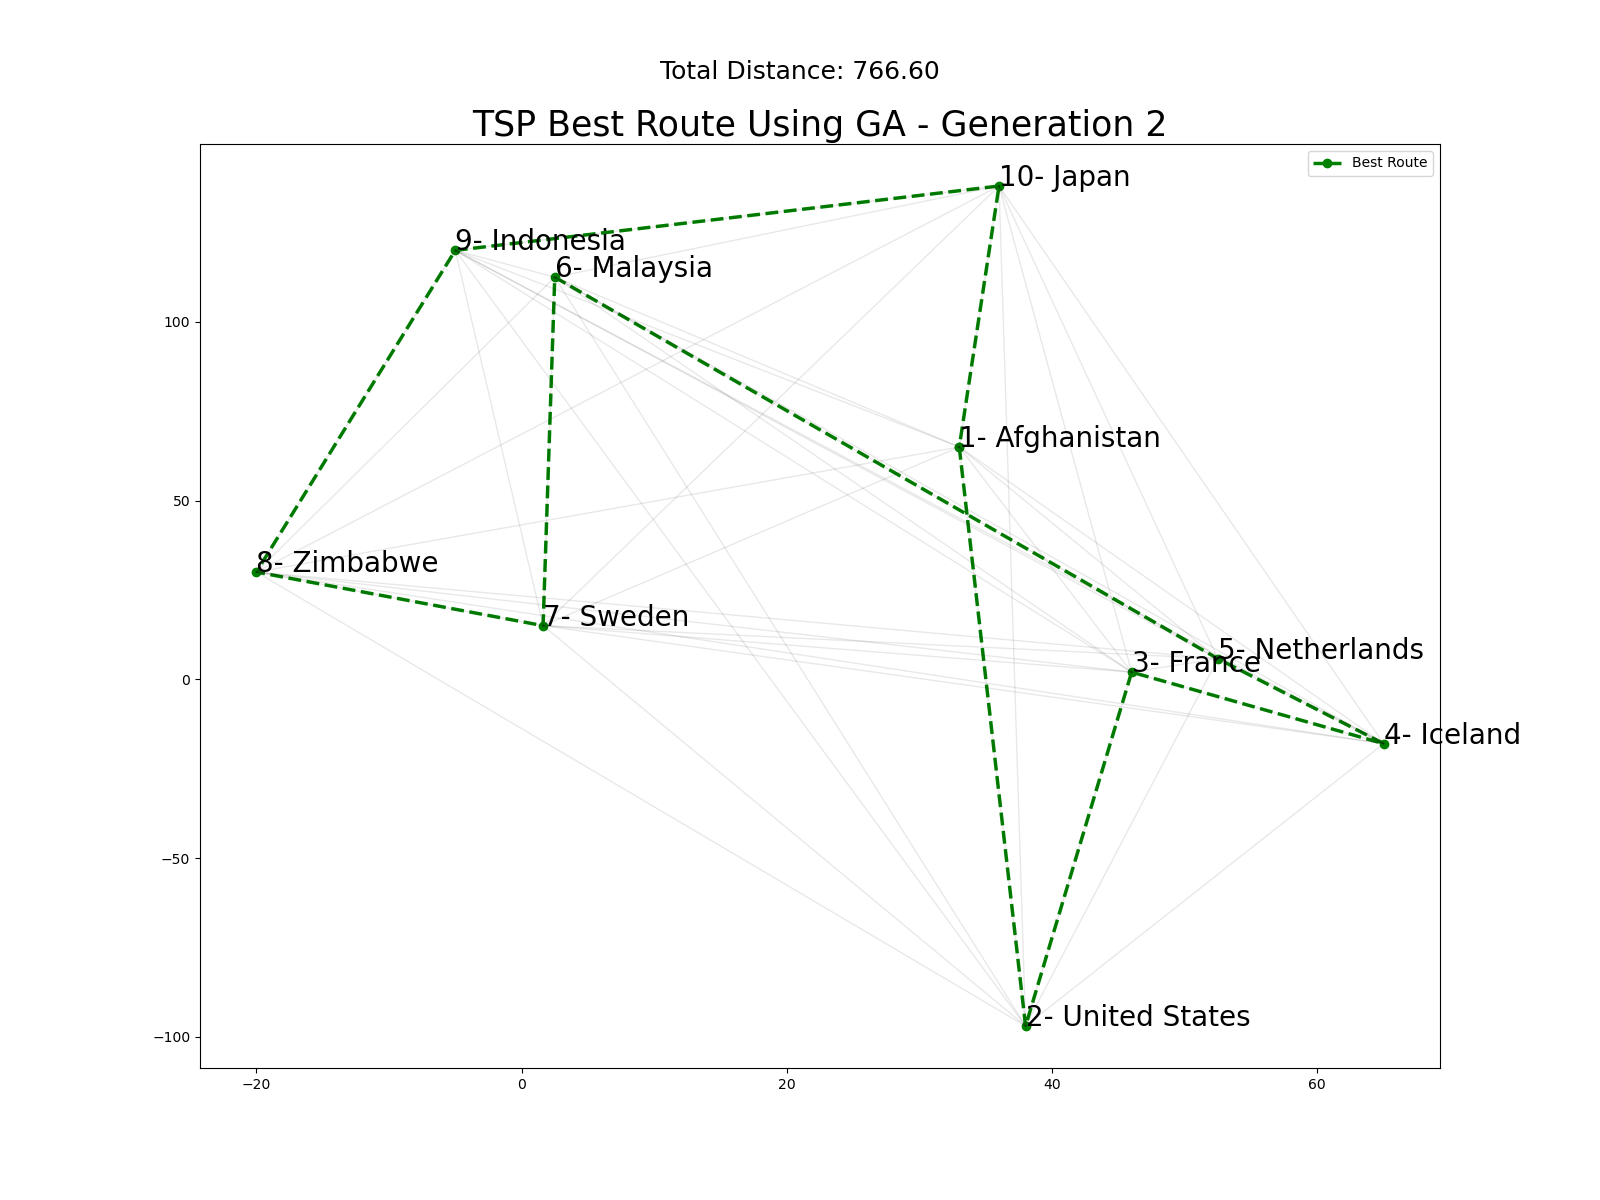 Total Distance: 766.60
TSP Best Route Using GA - Generation 2
Best Route
10- Japan
9- Indonesia
6- Malaysia
1- Afghanistan
8- Zimbabwe
7- Sweden
5- Netherlands
3- France
4- Iceland
2- United States
100
50
0
−50
−100
−20
0
20
40
60